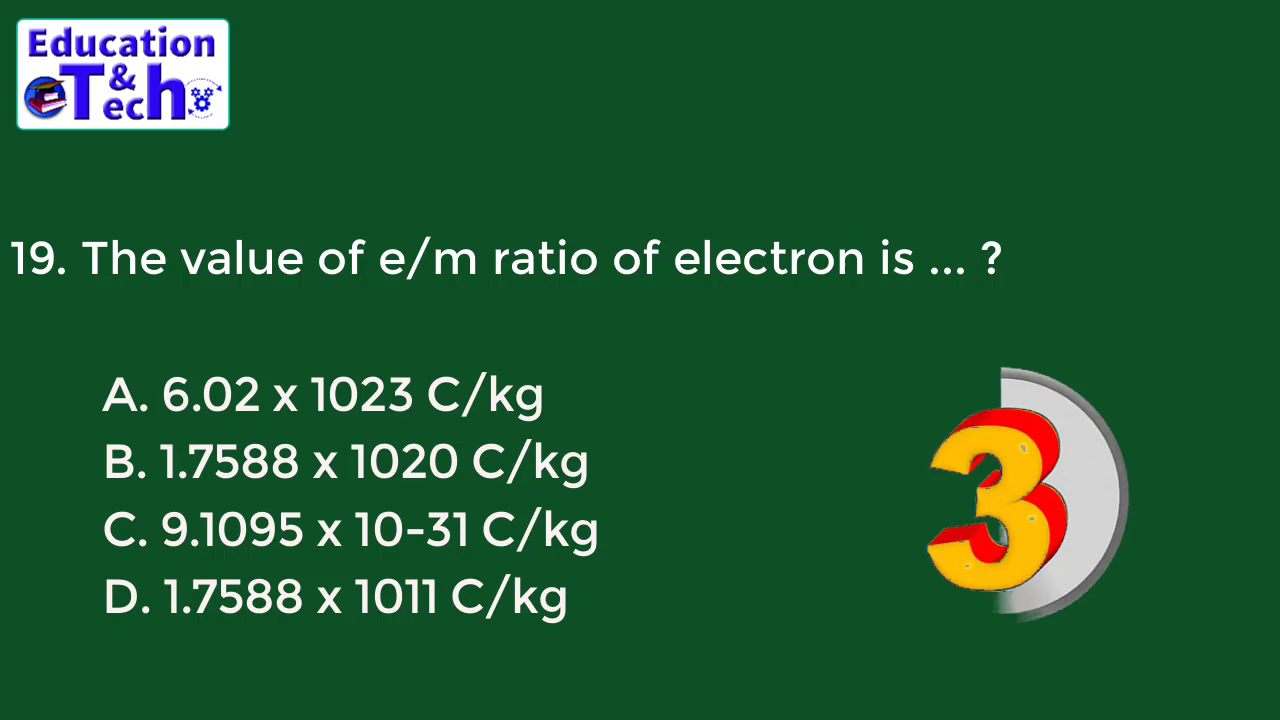 Education
&
Tech
19. The value of e/m ratio of electron is ... ?
A. 6.02 x 1023 C/kg
B. 1.7588 x 1020 C/kg
C. 9.1095 x 10-31 C/kg
D. 1.7588 x 1011 C/kg
3